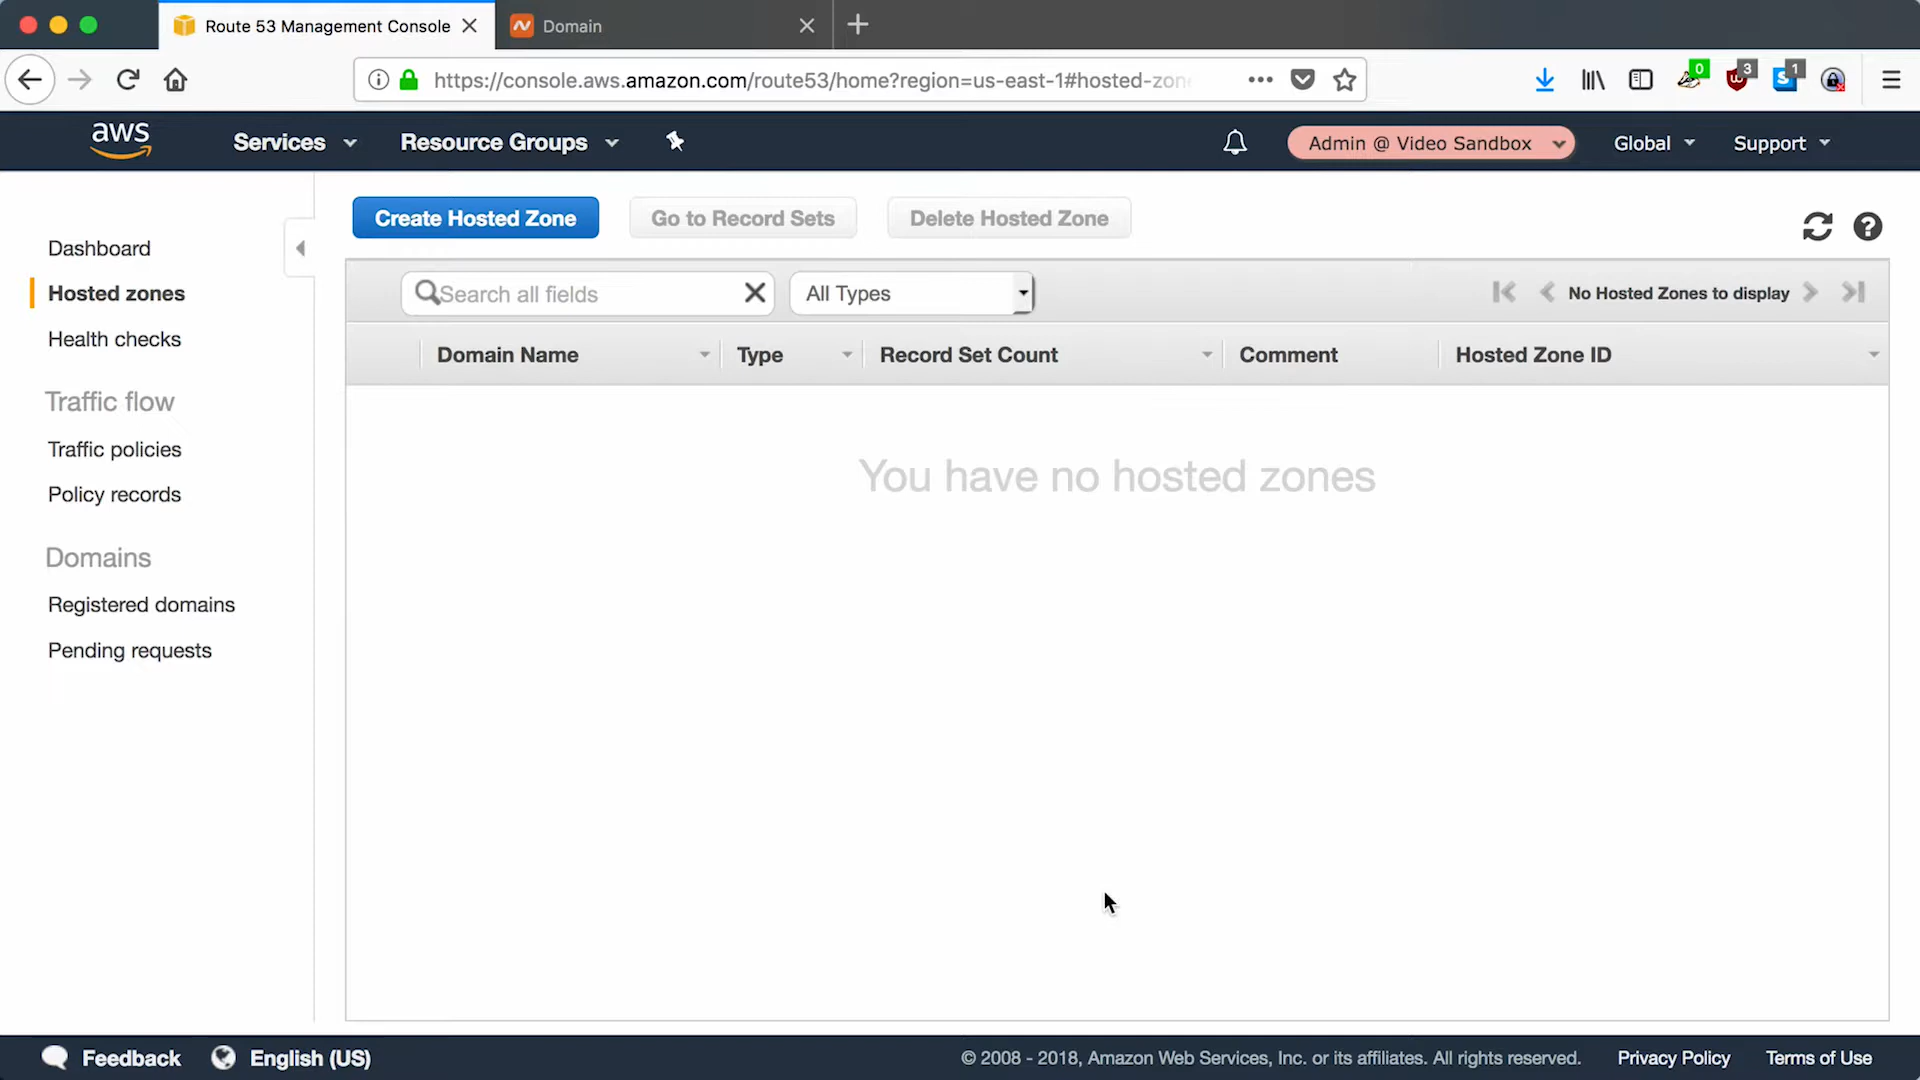 Route 53 Management Console
Domain
https://console.aws.amazon.com/route53/home?region=us-east-1#hosted-zon
0
3
1
aws
Services
Resource Groups
Admin @ Video Sandbox
Global
Support
Create Hosted Zone
Go to Record Sets
Delete Hosted Zone
Dashboard
Hosted zones
Health checks
Traffic flow
Traffic policies
Policy records
Domains
Registered domains
Pending requests
Search all fields
All Types
No Hosted Zones to display
Domain Name
Type
Record Set Count
Comment
Hosted Zone ID
You have no hosted zones
Feedback
English (US)
© 2008 - 2018, Amazon Web Services, Inc. or its affiliates. All rights reserved.
Privacy Policy
Terms of Use